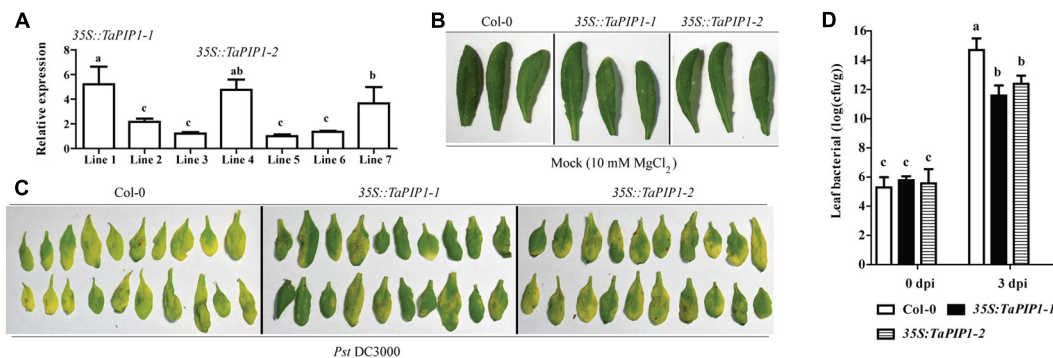 A
35S::TaPIP1-1
35S::TaPIP1-2
Relative expression
8
6
4
2
0
a
c
c
ab
c
c
b
Line 1 Line 2 Line 3 Line 4 Line 5 Line 6 Line 7
B
Col-0 35S::TaPIP1-1 35S::TaPIP1-2
Mock (10 mM MgCl2)
C
Col-0 35S::TaPIP1-1 35S::TaPIP1-2
Pst DC3000
D
Leaf bacterial (log(cfu/g))
16
14
12
10
8
6
4
2
0
c c c
a
b b
0 dpi 3 dpi
Col-0 35S:TaPIP1-1
35S:TaPIP1-2